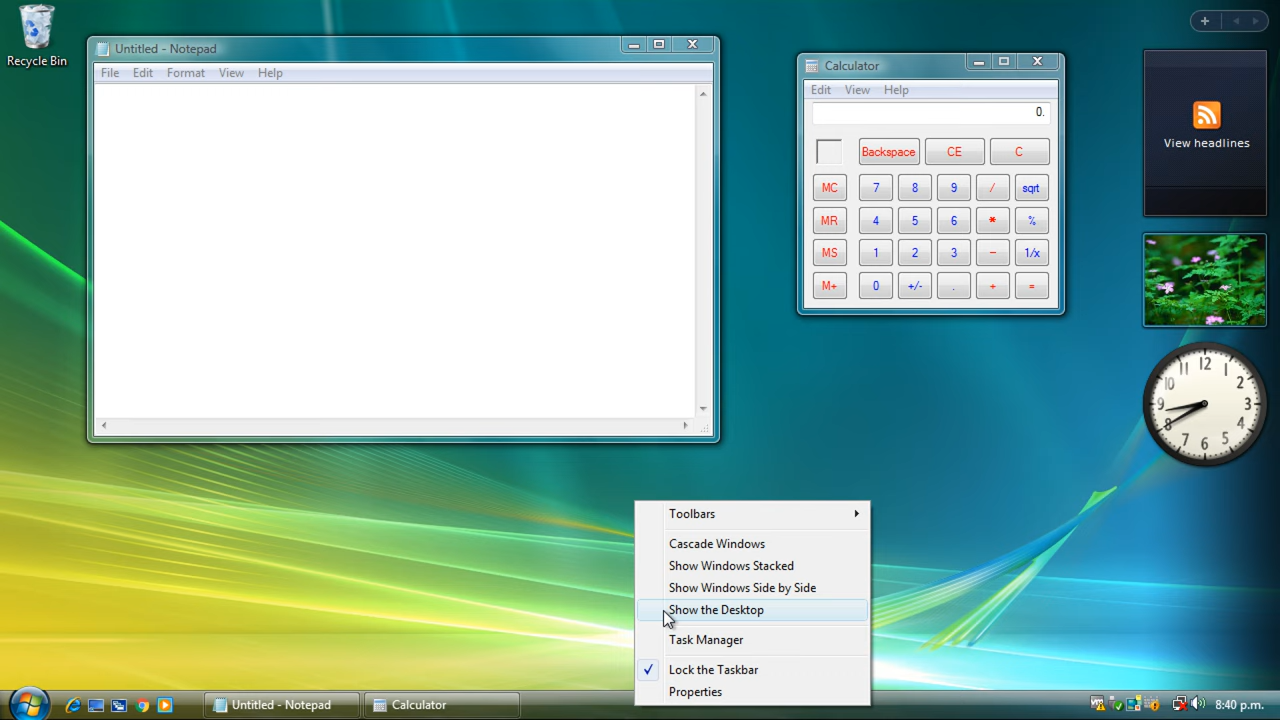 Recycle Bin
Untitled - Notepad
File Edit Format View Help
Calculator
Edit View Help
0.
Backspace CE C
MC 7 8 9 / sqrt
MR 4 5 6 * %
MS 1 2 3 - 1/x
M+ 0 +/- . + =
View headlines
12
11 1
10 2
9 3
8 4
7 6 5
Toolbars
Cascade Windows
Show Windows Stacked
Show Windows Side by Side
Show the Desktop
Task Manager
Lock the Taskbar
Properties
Untitled - Notepad
Calculator
8:40 p.m.